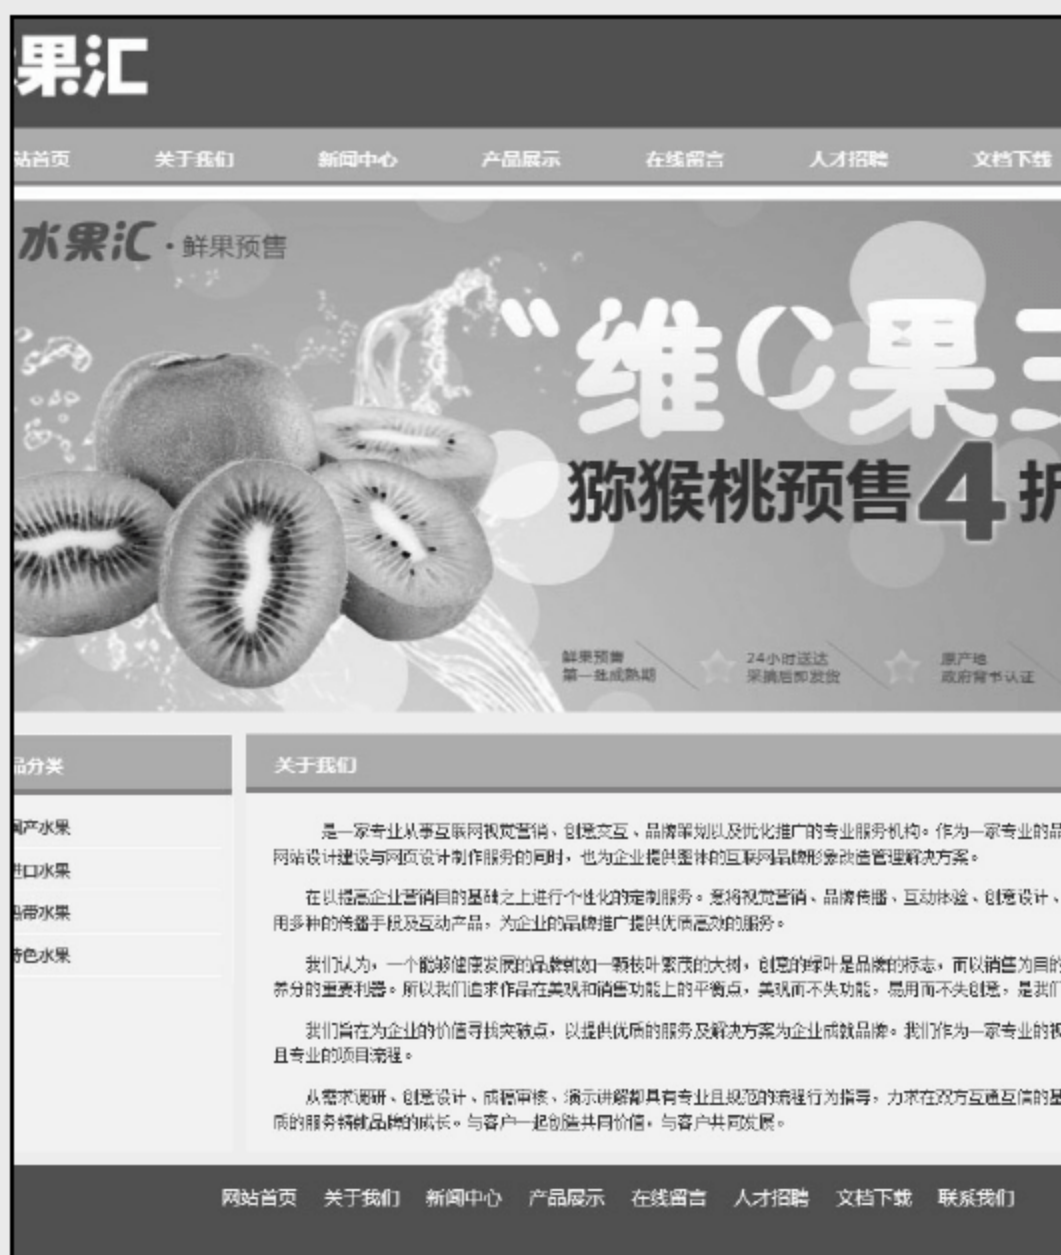 果汇
站首页 关于我们 新闻中心 产品展示 在线留言 人才招聘 文档下载
水果汇·鲜果预售
“维C果王
猕猴桃预售4折
鲜果预售 24小时送达 原产地
第一批成熟期 采摘后即发货 政府背书认证
品分类 关于我们
国产水果
进口水果
热带水果
特色水果
是一家专业从事互联网视觉营销、创意交互、品牌策划以及优化推广的专业服务机构。作为一家专业的品
网站设计建设与网页设计制作服务的同时，也为企业提供整体的互联网品牌形象改造管理解决方案。
在以提高企业营销目的基础之上进行个性化的定制服务。意将视觉营销、品牌传播、互动体验、创意设计、
用多种的传播手段及互动产品，为企业的品牌推广提供优质高效的服务。
我们认为，一个能够健康发展的品牌就如一颗枝叶繁茂的大树，创意的绿叶是品牌的标志，而以销售为目的
养分的重要利器。所以我们追求作品在美观和销售功能上的平衡点，美观而不失功能，易用而不失创意，是我们
我们旨在为企业的价值寻找突破点，以提供优质的服务及解决方案为企业成就品牌。我们作为一家专业的视
且专业的项目流程。
从需求调研、创意设计、成稿审核、演示讲解都具有专业且规范的流程行为指导，力求在双方互通互信的基
质的服务铸就品牌的成长。与客户一起创造共同价值，与客户共同发展。
网站首页 关于我们 新闻中心 产品展示 在线留言 人才招聘 文档下载 联系我们